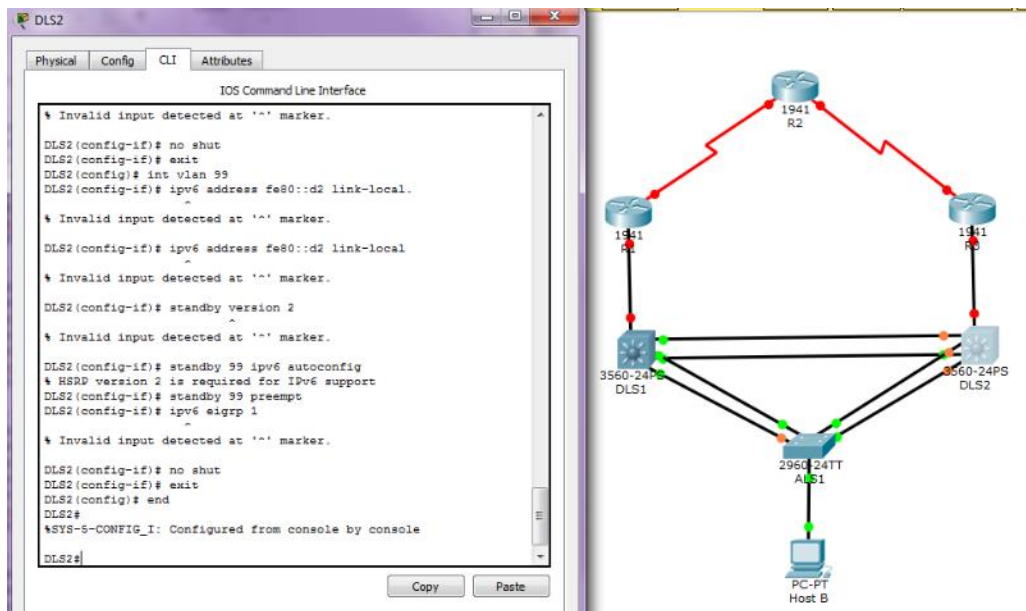 DLS2
Physical Config CLI Attributes
IOS Command Line Interface
% Invalid input detected at '^' marker.
DLS2(config-if)# no shut
DLS2(config-if)# exit
DLS2(config)# int vlan 99
DLS2(config-if)# ipv6 address fe80::d2 link-local.
^
% Invalid input detected at '^' marker.
DLS2(config-if)# ipv6 address fe80::d2 link-local
^
% Invalid input detected at '^' marker.
DLS2(config-if)# standby version 2
^
% Invalid input detected at '^' marker.
DLS2(config-if)# standby 99 ipv6 autoconfig
% HSRP version 2 is required for IPv6 support
DLS2(config-if)# standby 99 preempt
DLS2(config-if)# ipv6 eigrp 1
^
% Invalid input detected at '^' marker.
DLS2(config-if)# no shut
DLS2(config-if)# exit
DLS2(config)# end
DLS2#
%SYS-5-CONFIG_I: Configured from console by console
DLS2#
Copy Paste
1941
R2
1941
R1
1941
R3
3560-24PS
DLS1
3560-24PS
DLS2
2960-24TT
ALS1
PC-PT
Host B